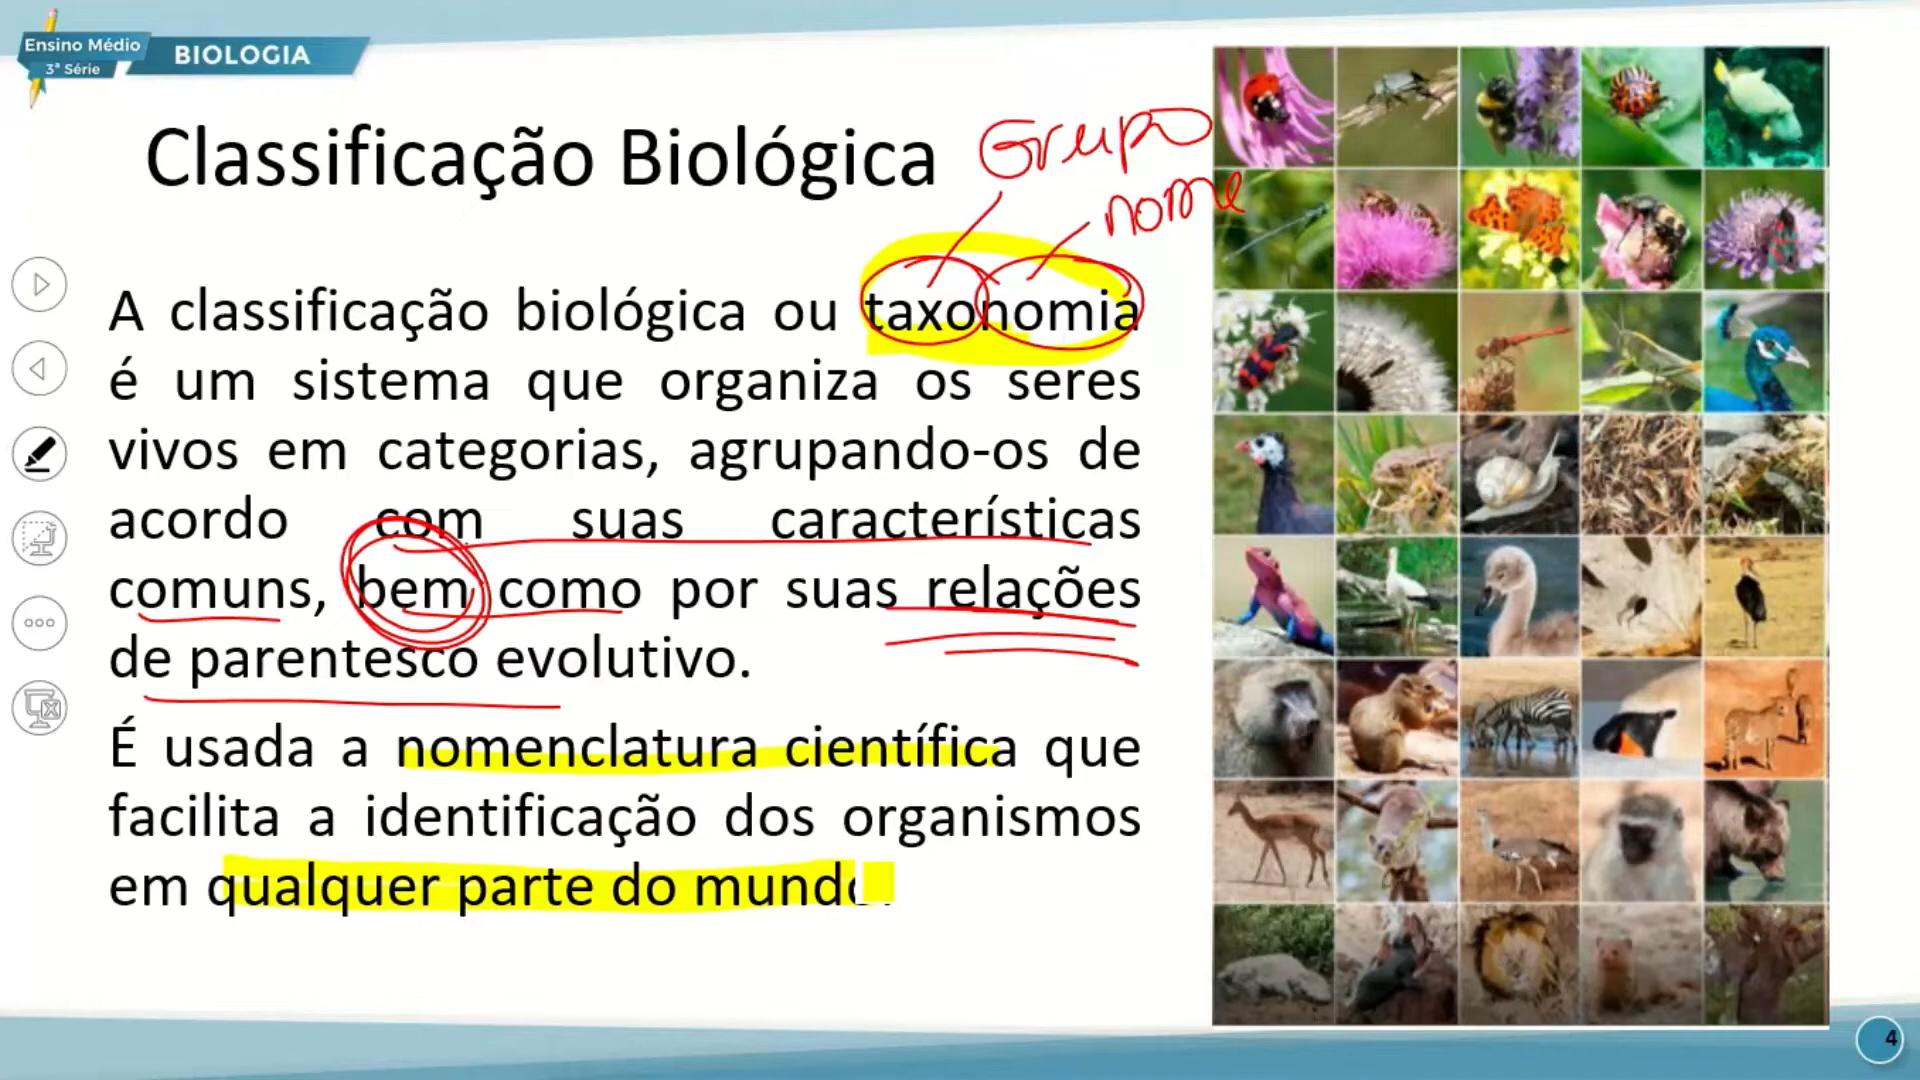 Ensino Médio
3ª Série
BIOLOGIA
Classificação Biológica
Grupo
nome
A classificação biológica ou taxonomia
é um sistema que organiza os seres
vivos em categorias, agrupando-os de
acordo com suas características
comuns, bem como por suas relações
de parentesco evolutivo.
É usada a nomenclatura científica que
facilita a identificação dos organismos
em qualquer parte do mundo.
4